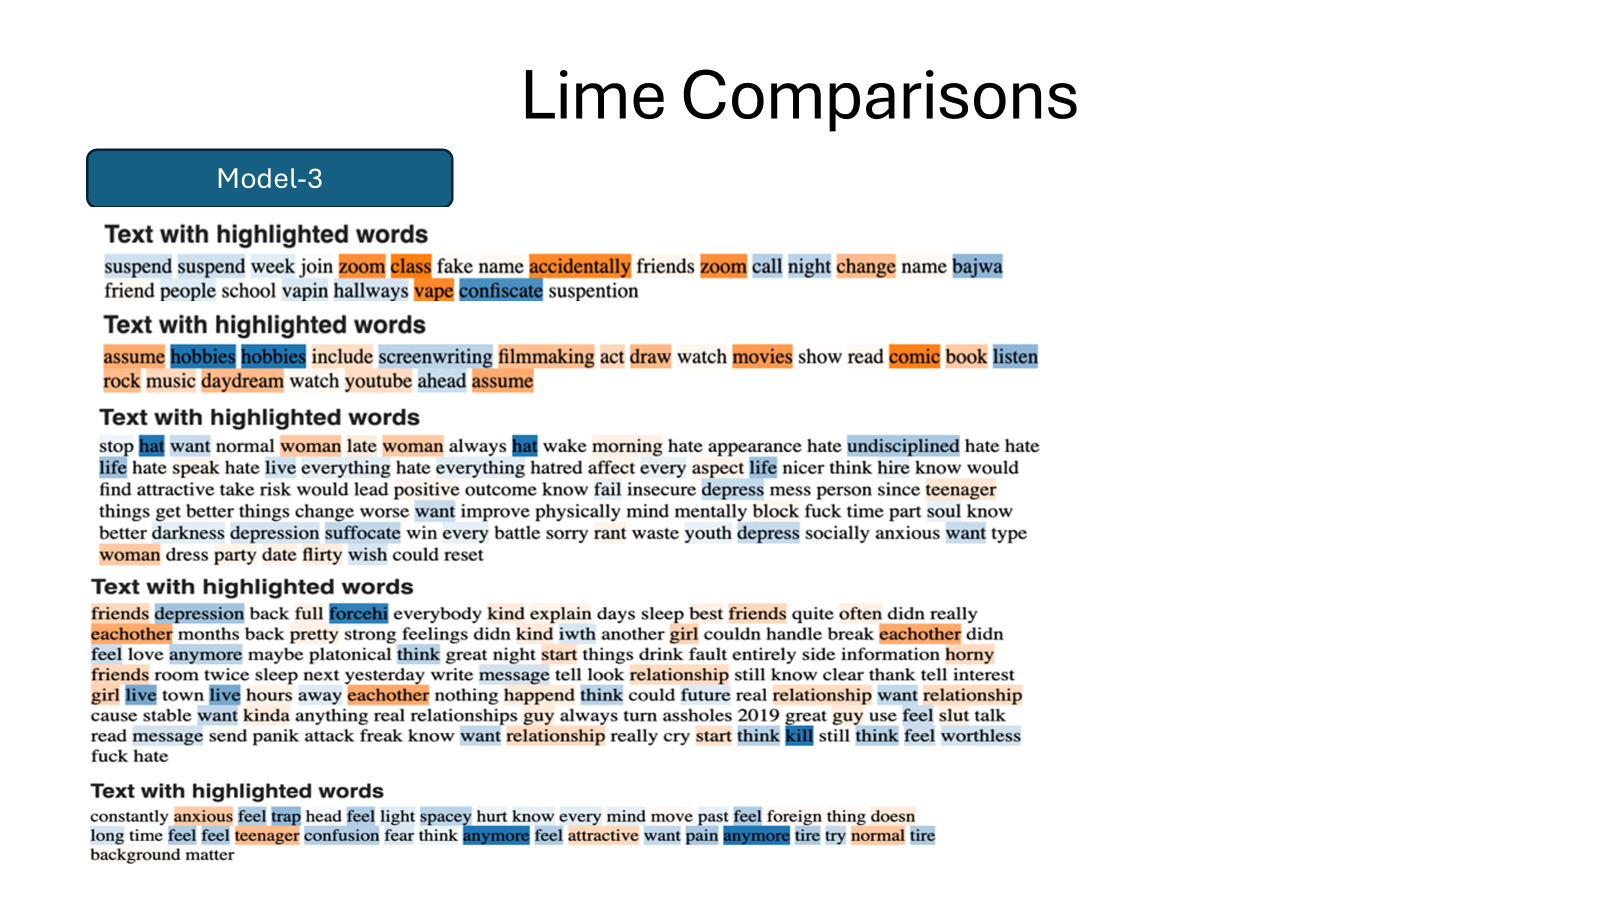 Lime Comparisons
Model-3
Text with highlighted words
suspend suspend week join zoom class fake name accidentally friends zoom call night change name bajwa
friend people school vapin hallways vape confiscate suspention
Text with highlighted words
assume hobbies hobbies include screenwriting filmmaking act draw watch movies show read comic book listen
rock music daydream watch youtube ahead assume
Text with highlighted words
stop hat want normal woman late woman always hat wake morning hate appearance hate undisciplined hate hate
life hate speak hate live everything hate everything hatred affect every aspect life nicer think hire know would
find attractive take risk would lead positive outcome know fail insecure depress mess person since teenager
things get better things change worse want improve physically mind mentally block fuck time part soul know
better darkness depression suffocate win every battle sorry rant waste youth depress socially anxious want type
woman dress party date flirty wish could reset
Text with highlighted words
friends depression back full forcehi everybody kind explain days sleep best friends quite often didn really
eachother months back pretty strong feelings didn kind iwth another girl couldn handle break eachother didn
feel love anymore maybe platonical think great night start things drink fault entirely side information horny
friends room twice sleep next yesterday write message tell look relationship still know clear thank tell interest
girl live town live hours away eachother nothing happend think could future real relationship want relationship
cause stable want kinda anything real relationships guy always turn assholes 2019 great guy use feel slut talk
read message send panik attack freak know want relationship really cry start think kill still think feel worthless
fuck hate
Text with highlighted words
constantly anxious feel trap head feel light spacey hurt know every mind move past feel foreign thing doesn
long time feel feel teenager confusion fear think anymore feel attractive want pain anymore tire try normal tire
background matter